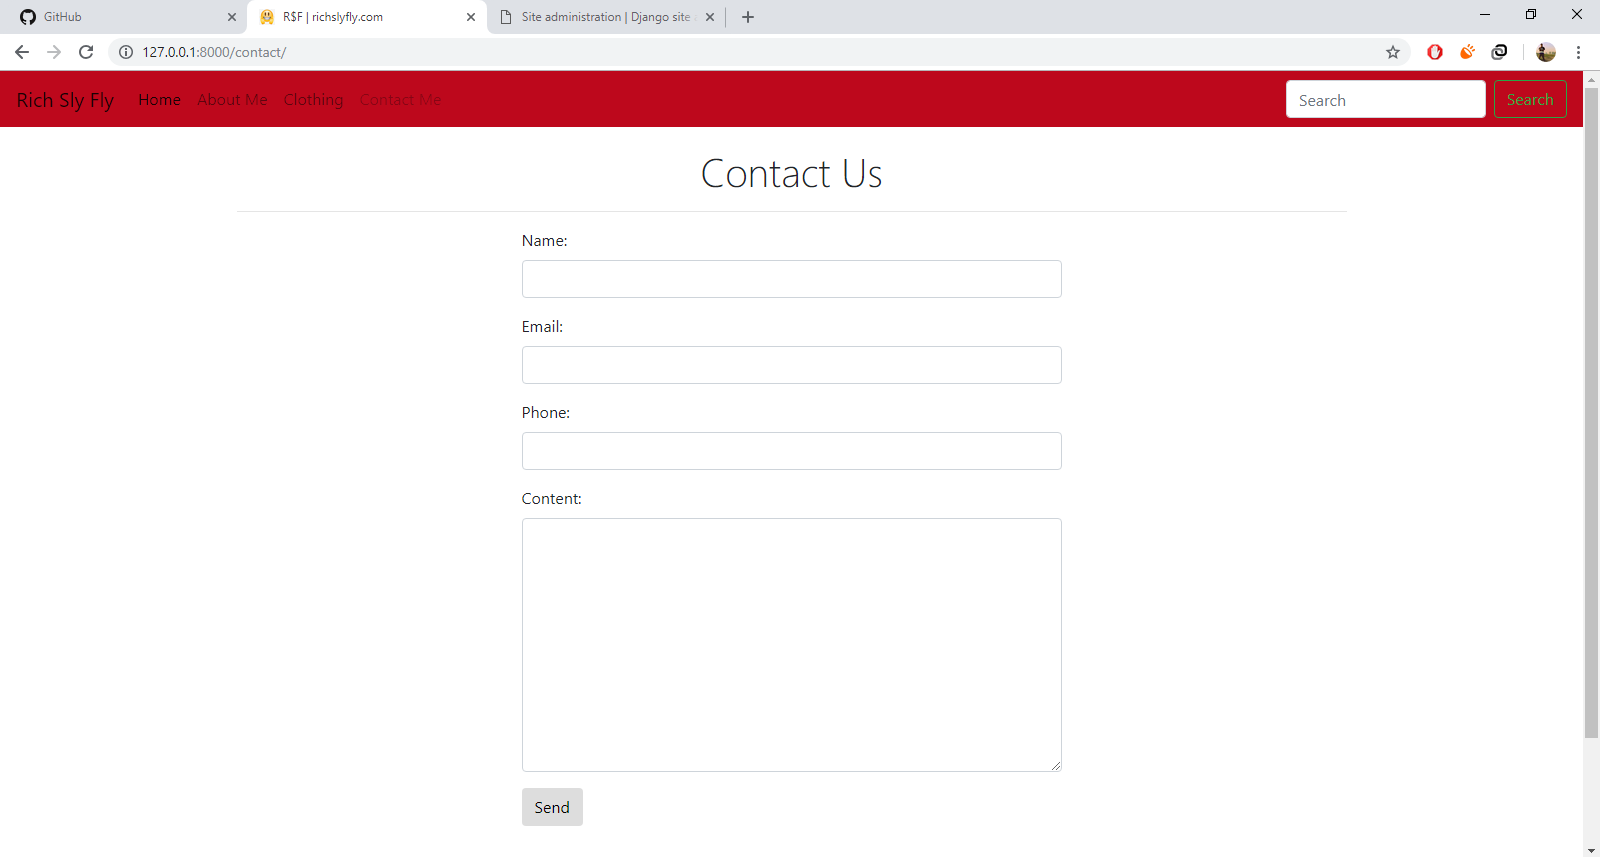 GitHub
R$F | richslyfly.com
Site administration | Django site
127.0.0.1:8000/contact/
Rich Sly Fly Home About Me Clothing Contact Me Search Search
Contact Us
Name:
Email:
Phone:
Content:
Send